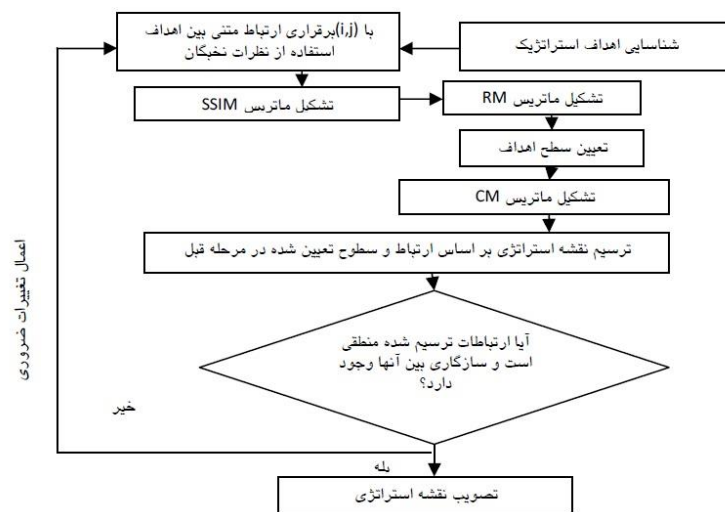 شناسایی اهداف استراتژیک
برقراری ارتباط متنی بین اهداف(i,j) با
استفاده از نظرات نخبگان
تشکیل ماتریس SSIM
تشکیل ماتریس RM
تعیین سطح اهداف
تشکیل ماتریس CM
ترسیم نقشه استراتژی بر اساس ارتباط و سطوح تعیین شده در مرحله قبل
آیا ارتباطات ترسیم شده منطقی
است و سازگاری بین آنها وجود
دارد؟
خیر
اعمال تغییرات ضروری
بله
تصویب نقشه استراتژی